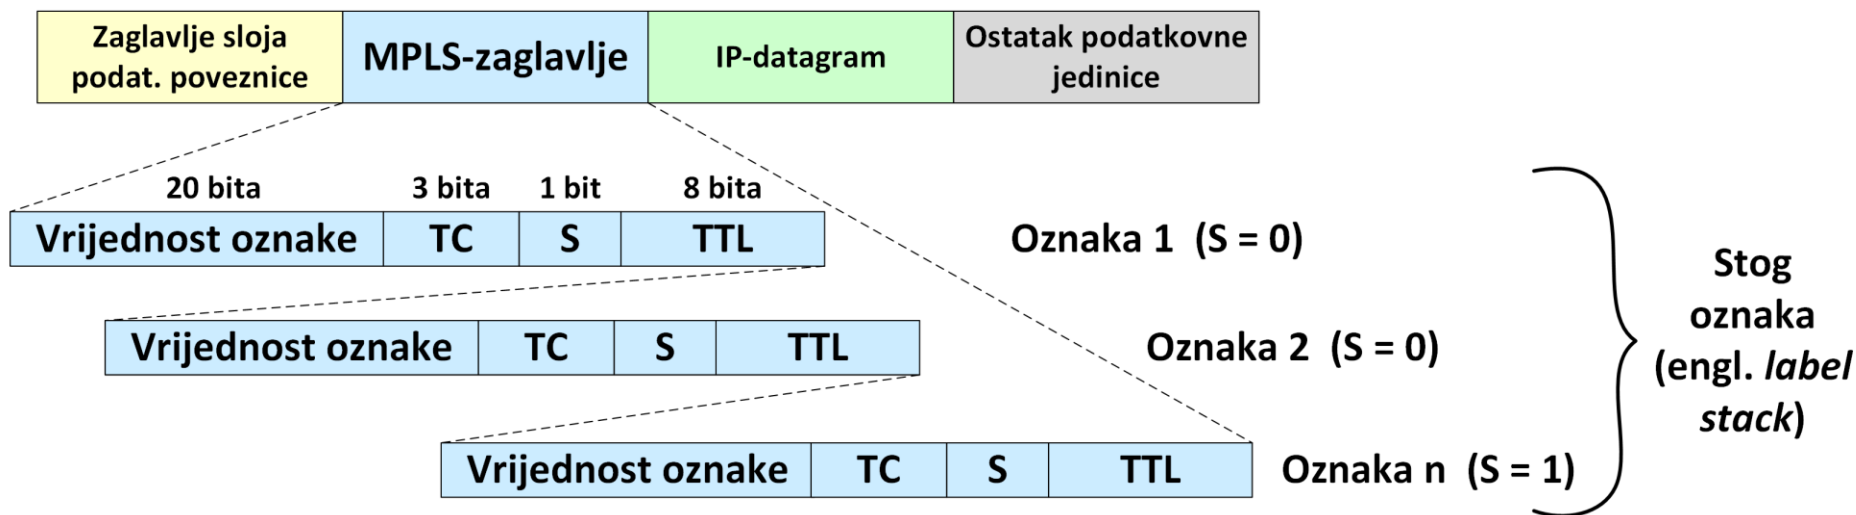 Zaglavlje sloja
podat. poveznice
MPLS-zaglavlje
IP-datagram
Ostatak podatkovne
jedinice
20 bita
3 bita
1 bit
8 bita
Vrijednost oznake
TC
S
TTL
Oznaka 1 (S = 0)
Vrijednost oznake
TC
S
TTL
Oznaka 2 (S = 0)
Vrijednost oznake
TC
S
TTL
Oznaka n (S = 1)
Stog
oznaka
(engl. label
stack)